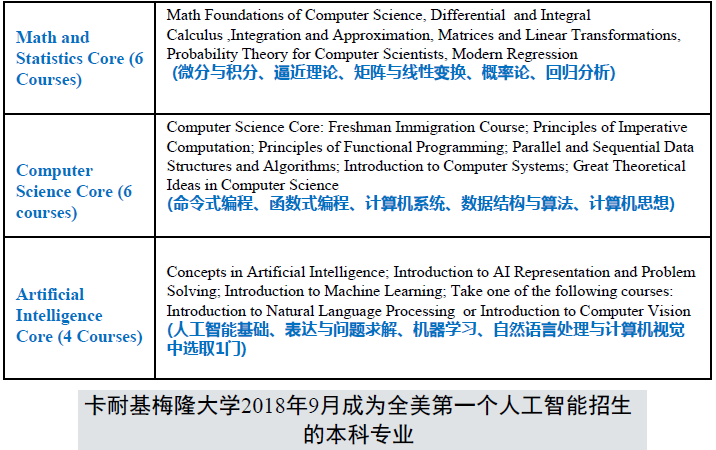 Math and
Statistics Core (6
Courses)
Math Foundations of Computer Science, Differential and Integral
Calculus ,Integration and Approximation, Matrices and Linear Transformations,
Probability Theory for Computer Scientists, Modern Regression
(微分与积分、逼近理论、矩阵与线性变换、概率论、回归分析)
Computer
Science Core (6
courses)
Computer Science Core: Freshman Immigration Course; Principles of Imperative
Computation; Principles of Functional Programming; Parallel and Sequential Data
Structures and Algorithms; Introduction to Computer Systems; Great Theoretical
Ideas in Computer Science
(命令式编程、函数式编程、计算机系统、数据结构与算法、计算机思想)
Artificial
Intelligence
Core (4 Courses)
Concepts in Artificial Intelligence; Introduction to AI Representation and Problem
Solving; Introduction to Machine Learning; Take one of the following courses:
Introduction to Natural Language Processing or Introduction to Computer Vision
(人工智能基础、表达与问题求解、机器学习、自然语言处理与计算机视觉
中选取1门)
卡耐基梅隆大学2018年9月成为全美第一个人工智能招生
的本科专业